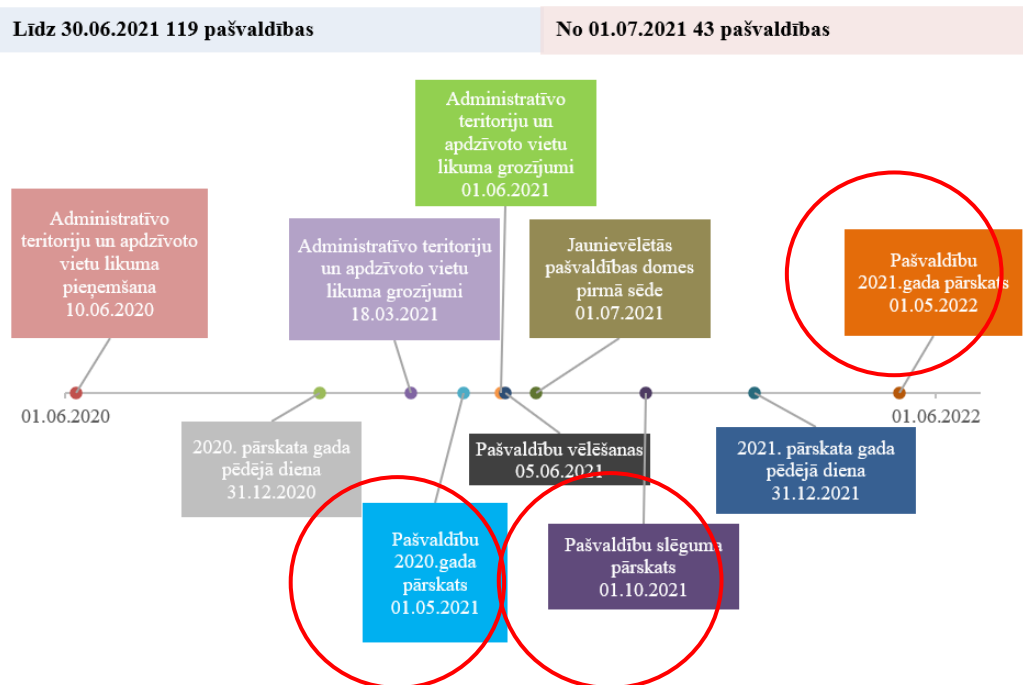 Līdz 30.06.2021 119 pašvaldības
No 01.07.2021 43 pašvaldības
Administratīvo
teritoriju un
apdzīvoto vietu
likuma grozījumi
01.06.2021
Administratīvo
teritoriju un apdzīvoto
vietu likuma
pieņemšana
10.06.2020
Administratīvo teritoriju
un apdzīvoto vietu
likuma grozījumi
18.03.2021
Jaunievēlētās
pašvaldības domes
pirmā sēde
01.07.2021
Pašvaldību
2021.gada pārskats
01.05.2022
01.06.2020
01.06.2022
2020. pārskata gada
pēdējā diena
31.12.2020
Pašvaldību vēlēšanas
05.06.2021
2021. pārskata gada
pēdējā diena
31.12.2021
Pašvaldību
2020.gada
pārskats
01.05.2021
Pašvaldību slēguma
pārskats
01.10.2021